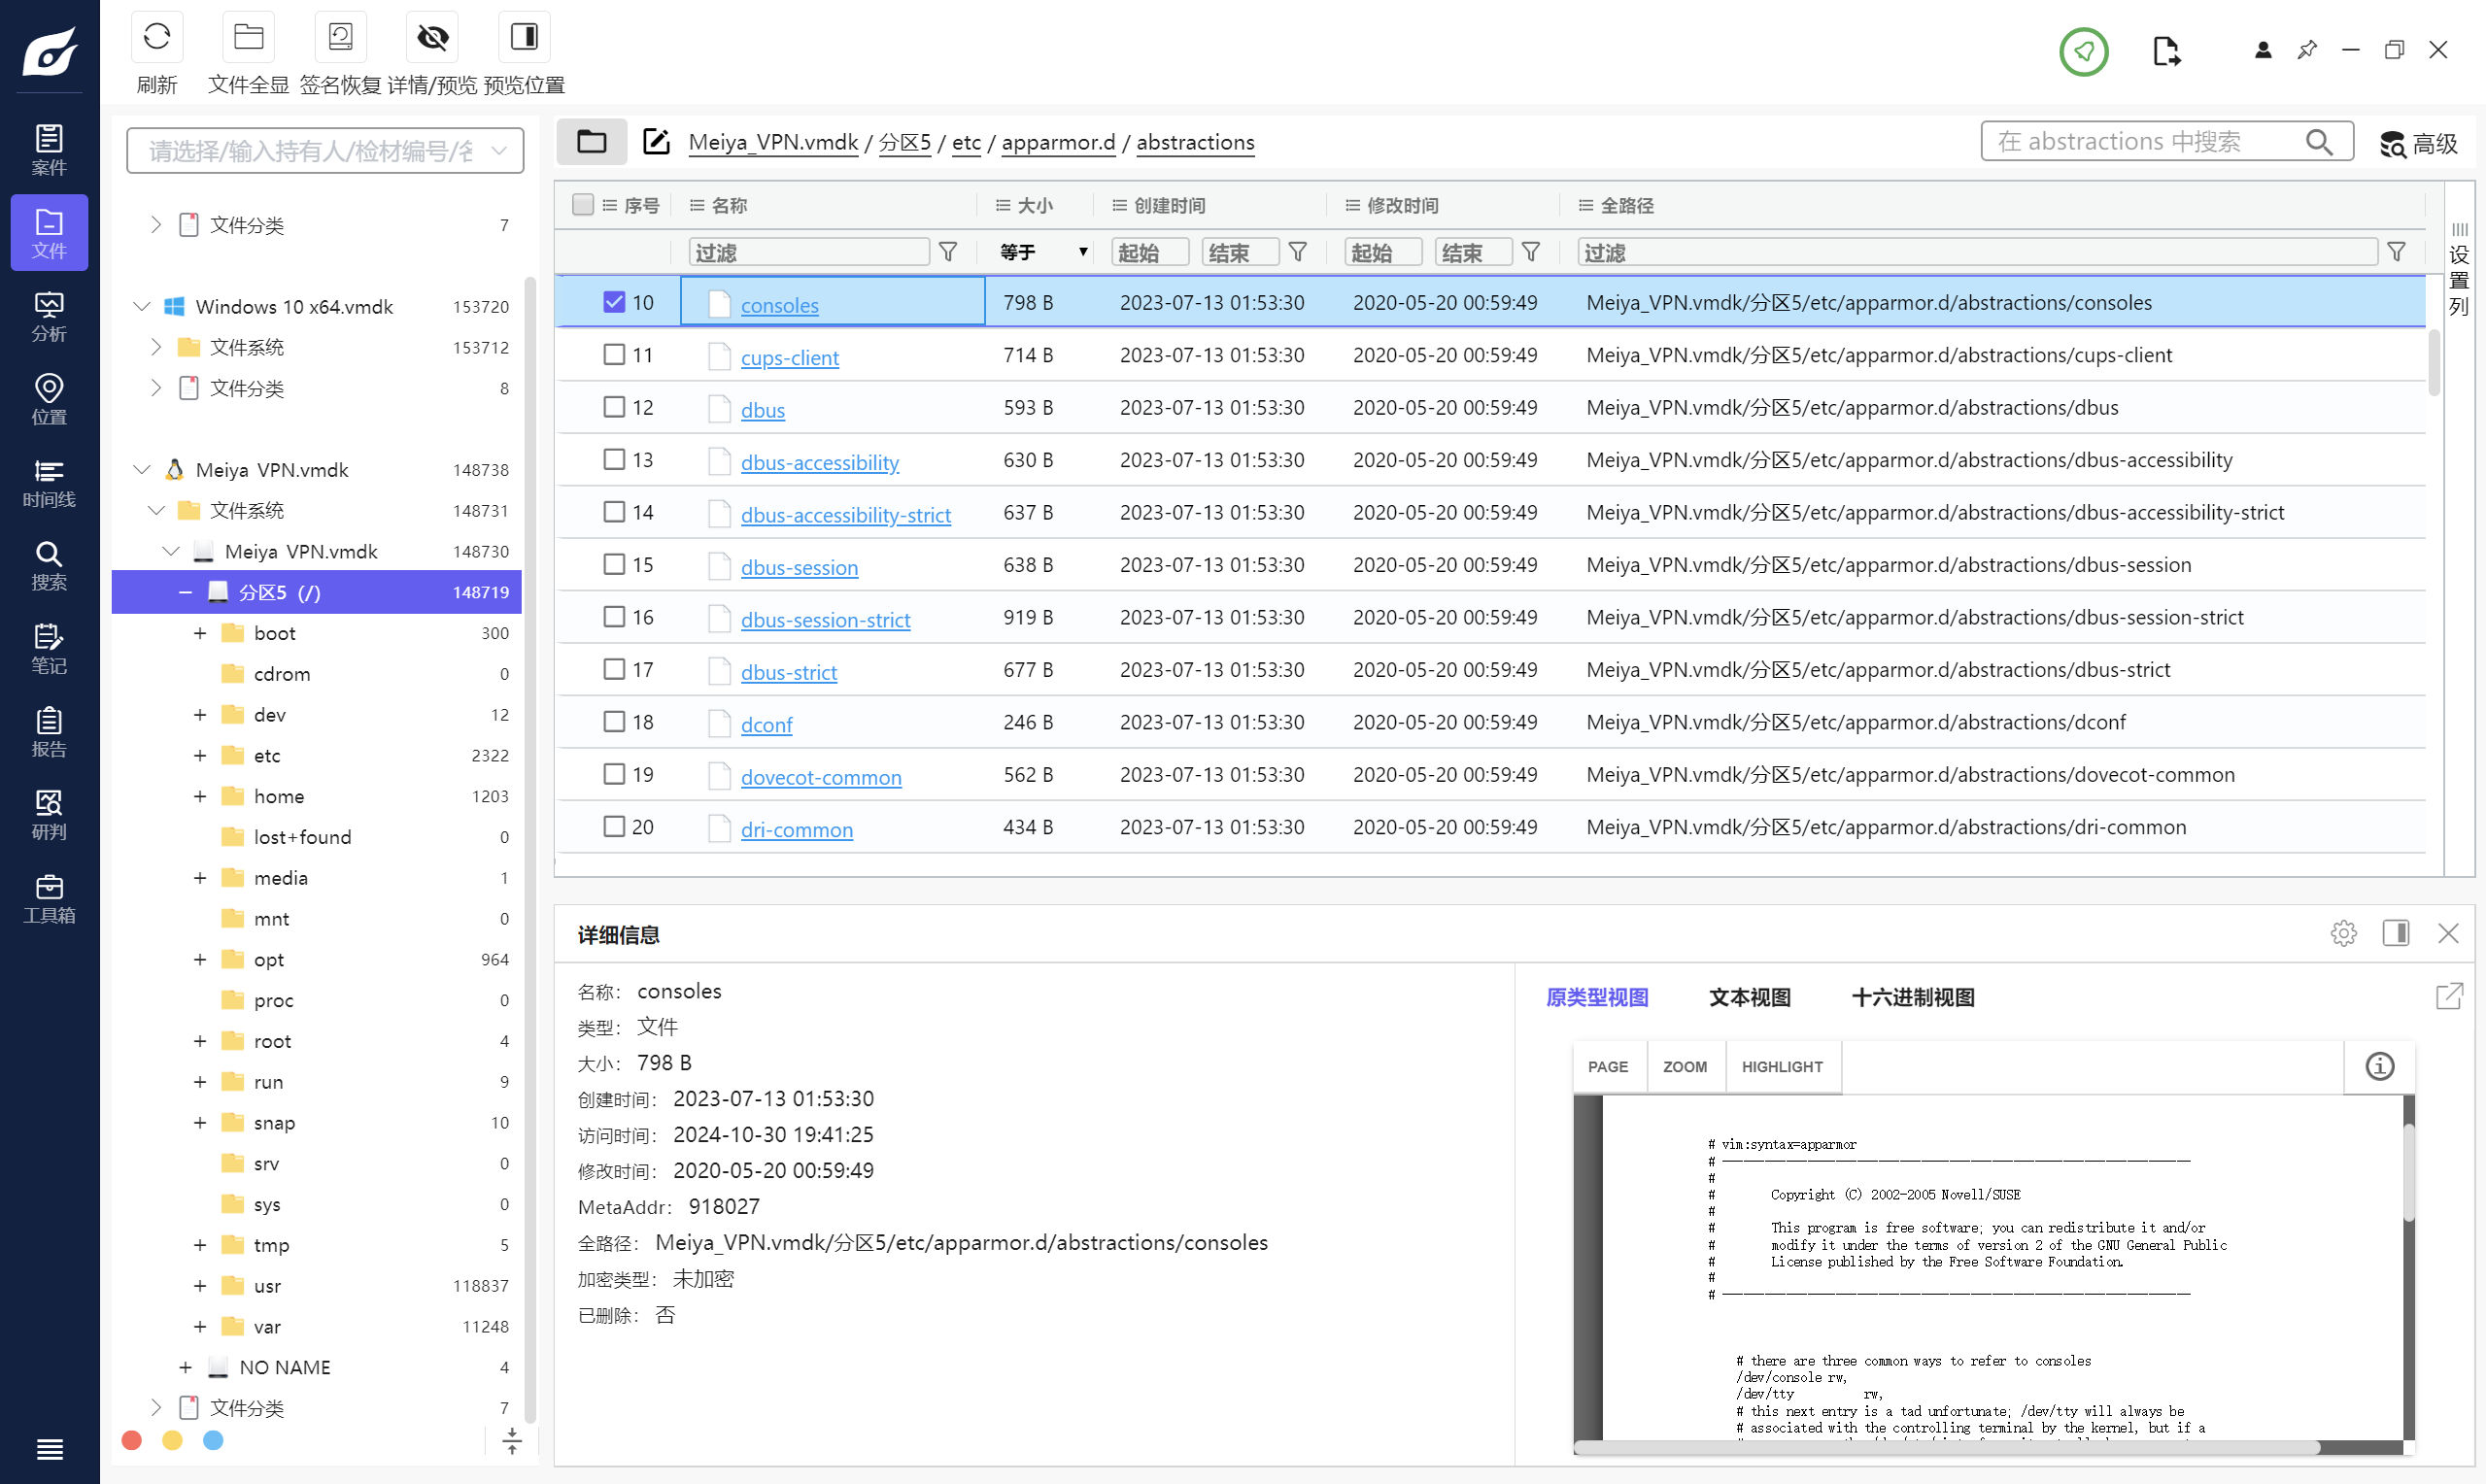 刷新
文件全显
签名恢复
详情/预览
预览位置
案件
文件
分析
位置
时间线
搜索
笔记
报告
研判
工具箱
请选择/输入持有人/检材编号/名
文件分类 7
Windows 10 x64.vmdk 153720
文件系统 153712
文件分类 8
Meiya_VPN.vmdk 148738
文件系统 148731
Meiya_VPN.vmdk 148730
分区5 (/) 148719
boot 300
cdrom 0
dev 12
etc 2322
home 1203
lost+found 0
media 1
mnt 0
opt 964
proc 0
root 4
run 9
snap 10
srv 0
sys 0
tmp 5
usr 118837
var 11248
NO NAME 4
文件分类 7
Meiya_VPN.vmdk / 分区5 / etc / apparmor.d / abstractions
在 abstractions 中搜索
高级
序号 名称 大小 创建时间 修改时间 全路径
过滤 等于 起始 结束 起始 结束 过滤
设置列
10 consoles 798 B 2023-07-13 01:53:30 2020-05-20 00:59:49 Meiya_VPN.vmdk/分区5/etc/apparmor.d/abstractions/consoles
11 cups-client 714 B 2023-07-13 01:53:30 2020-05-20 00:59:49 Meiya_VPN.vmdk/分区5/etc/apparmor.d/abstractions/cups-client
12 dbus 593 B 2023-07-13 01:53:30 2020-05-20 00:59:49 Meiya_VPN.vmdk/分区5/etc/apparmor.d/abstractions/dbus
13 dbus-accessibility 630 B 2023-07-13 01:53:30 2020-05-20 00:59:49 Meiya_VPN.vmdk/分区5/etc/apparmor.d/abstractions/dbus-accessibility
14 dbus-accessibility-strict 637 B 2023-07-13 01:53:30 2020-05-20 00:59:49 Meiya_VPN.vmdk/分区5/etc/apparmor.d/abstractions/dbus-accessibility-strict
15 dbus-session 638 B 2023-07-13 01:53:30 2020-05-20 00:59:49 Meiya_VPN.vmdk/分区5/etc/apparmor.d/abstractions/dbus-session
16 dbus-session-strict 919 B 2023-07-13 01:53:30 2020-05-20 00:59:49 Meiya_VPN.vmdk/分区5/etc/apparmor.d/abstractions/dbus-session-strict
17 dbus-strict 677 B 2023-07-13 01:53:30 2020-05-20 00:59:49 Meiya_VPN.vmdk/分区5/etc/apparmor.d/abstractions/dbus-strict
18 dconf 246 B 2023-07-13 01:53:30 2020-05-20 00:59:49 Meiya_VPN.vmdk/分区5/etc/apparmor.d/abstractions/dconf
19 dovecot-common 562 B 2023-07-13 01:53:30 2020-05-20 00:59:49 Meiya_VPN.vmdk/分区5/etc/apparmor.d/abstractions/dovecot-common
20 dri-common 434 B 2023-07-13 01:53:30 2020-05-20 00:59:49 Meiya_VPN.vmdk/分区5/etc/apparmor.d/abstractions/dri-common
详细信息
名称: consoles
类型: 文件
大小: 798 B
创建时间: 2023-07-13 01:53:30
访问时间: 2024-10-30 19:41:25
修改时间: 2020-05-20 00:59:49
MetaAddr: 918027
全路径: Meiya_VPN.vmdk/分区5/etc/apparmor.d/abstractions/consoles
加密类型: 未加密
已删除: 否
原类型视图 文本视图 十六进制视图
PAGE ZOOM HIGHLIGHT
# vim:syntax=apparmor
# ------------------------------------------------------------------
#
# Copyright (C) 2002-2005 Novell/SUSE
#
# This program is free software; you can redistribute it and/or
# modify it under the terms of version 2 of the GNU General Public
# License published by the Free Software Foundation.
#
# ------------------------------------------------------------------
# there are three common ways to refer to consoles
/dev/console rw,
/dev/tty rw,
# this next entry is a tad unfortunate; /dev/tty will always be
# associated with the controlling terminal by the kernel, but if a